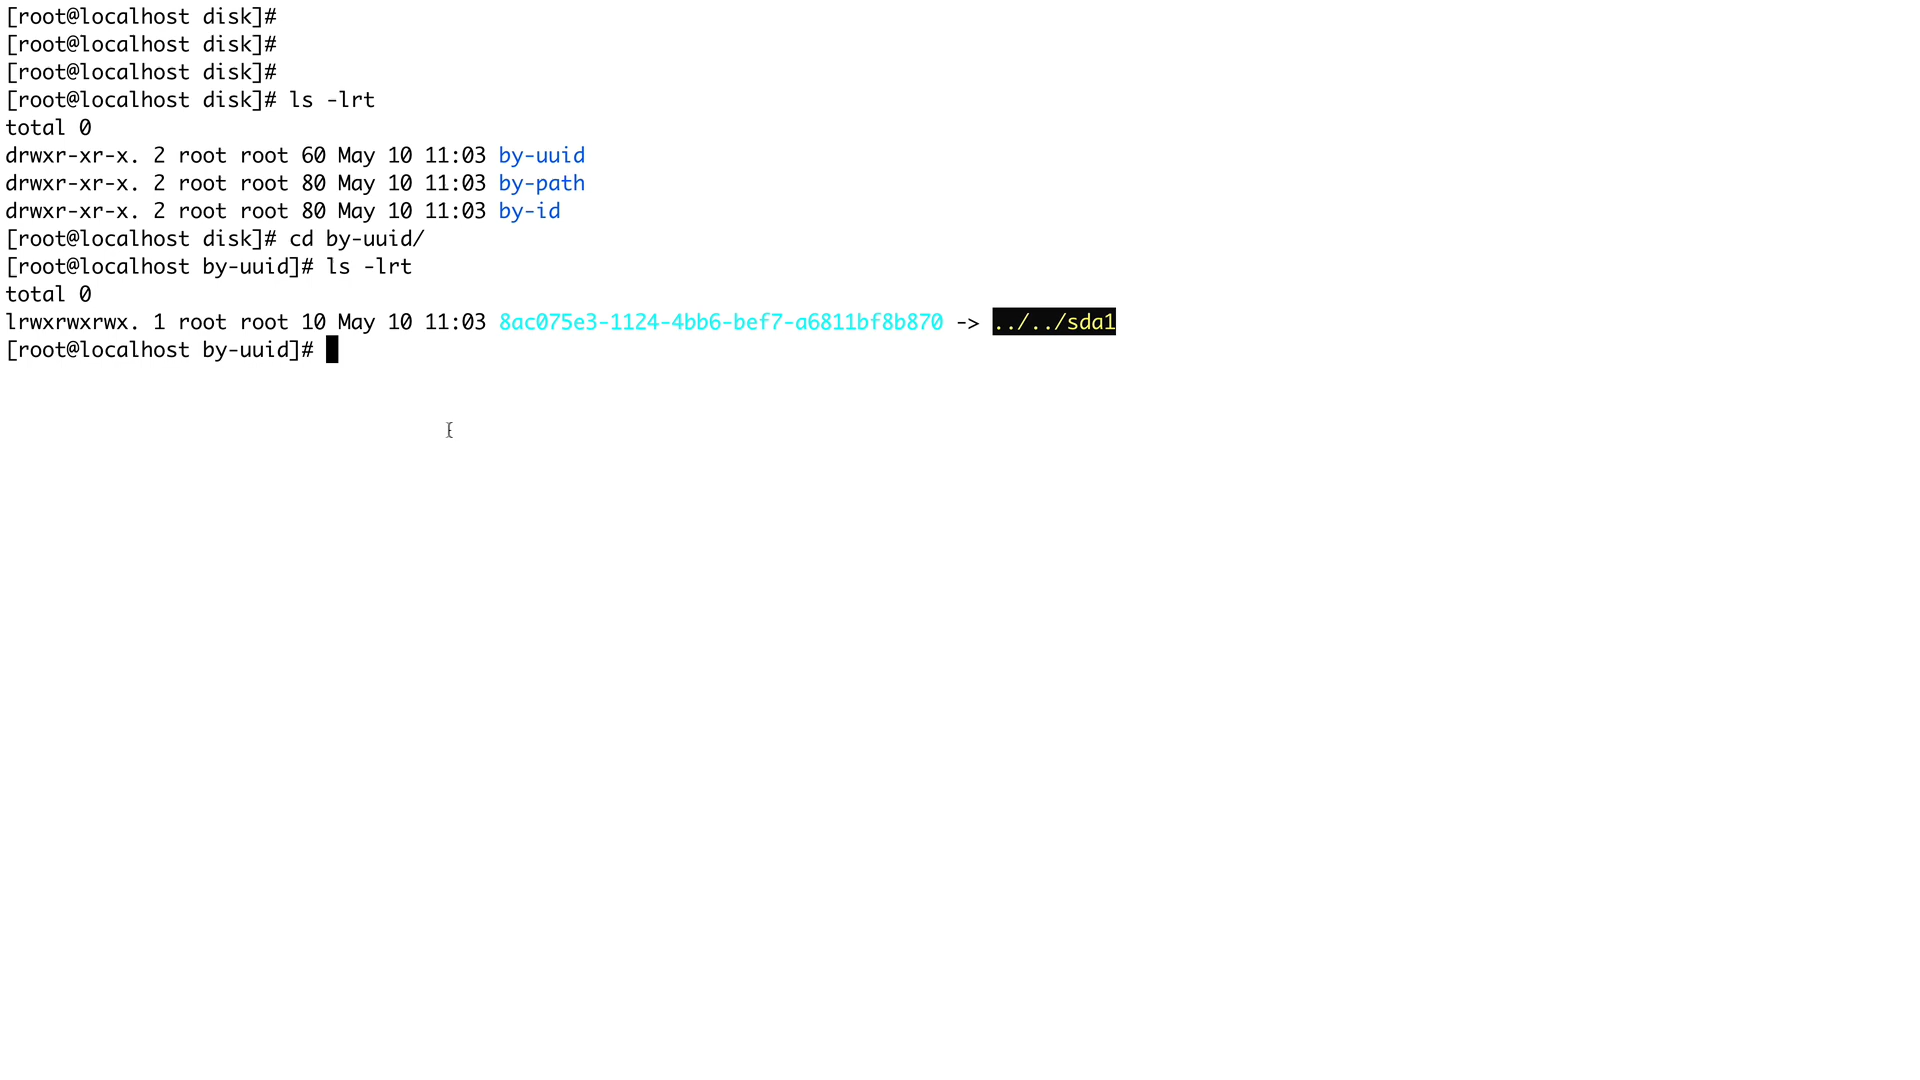 [root@localhost disk]#
[root@localhost disk]#
[root@localhost disk]#
[root@localhost disk]# ls -lrt
total 0
drwxr-xr-x. 2 root root 60 May 10 11:03 by-uuid
drwxr-xr-x. 2 root root 80 May 10 11:03 by-path
drwxr-xr-x. 2 root root 80 May 10 11:03 by-id
[root@localhost disk]# cd by-uuid/
[root@localhost by-uuid]# ls -lrt
total 0
lrwxrwxrwx. 1 root root 10 May 10 11:03 8ac075e3-1124-4bb6-bef7-a6811bf8b870 -> ../../sda1
[root@localhost by-uuid]#